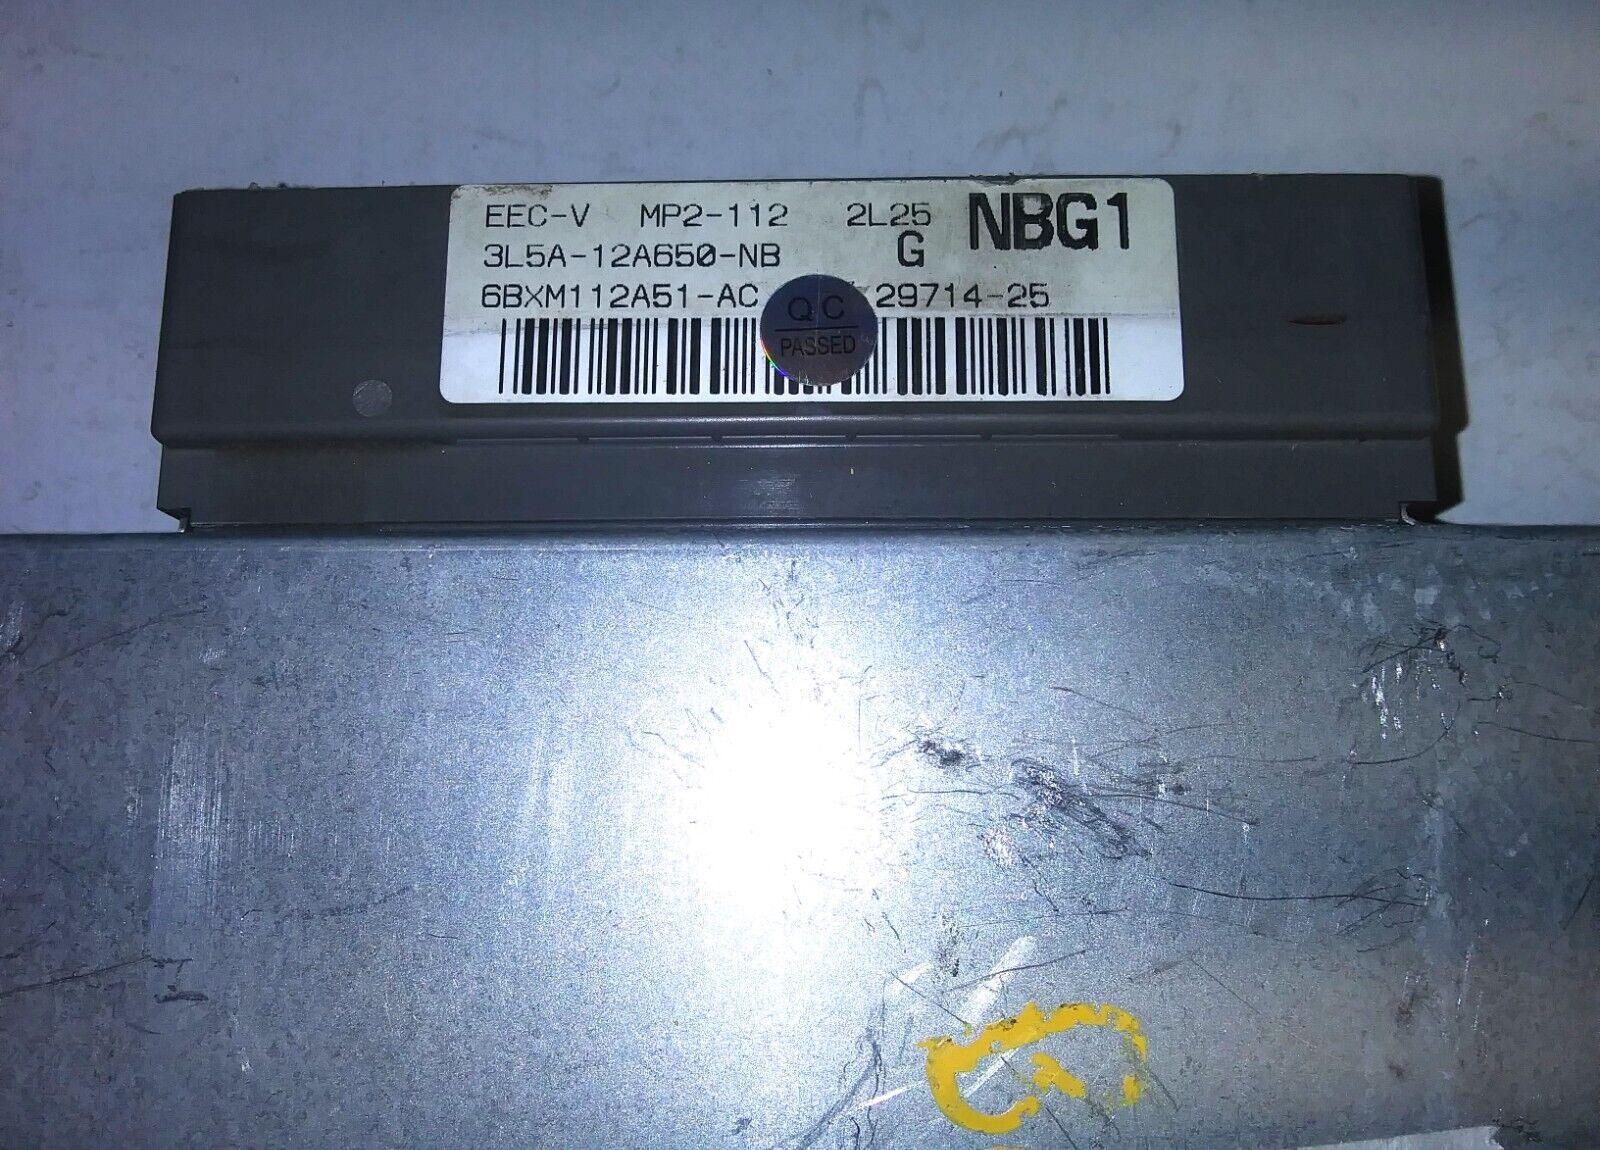 EEC-V MP2-112 2L25 NBG1
3L5A-12A650-NB G
6BXM112A51-AC 29714-25
QC
PASSED